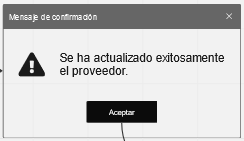 Mensaje de confirmación
Se ha actualizado exitosamente
el proveedor.
Aceptar